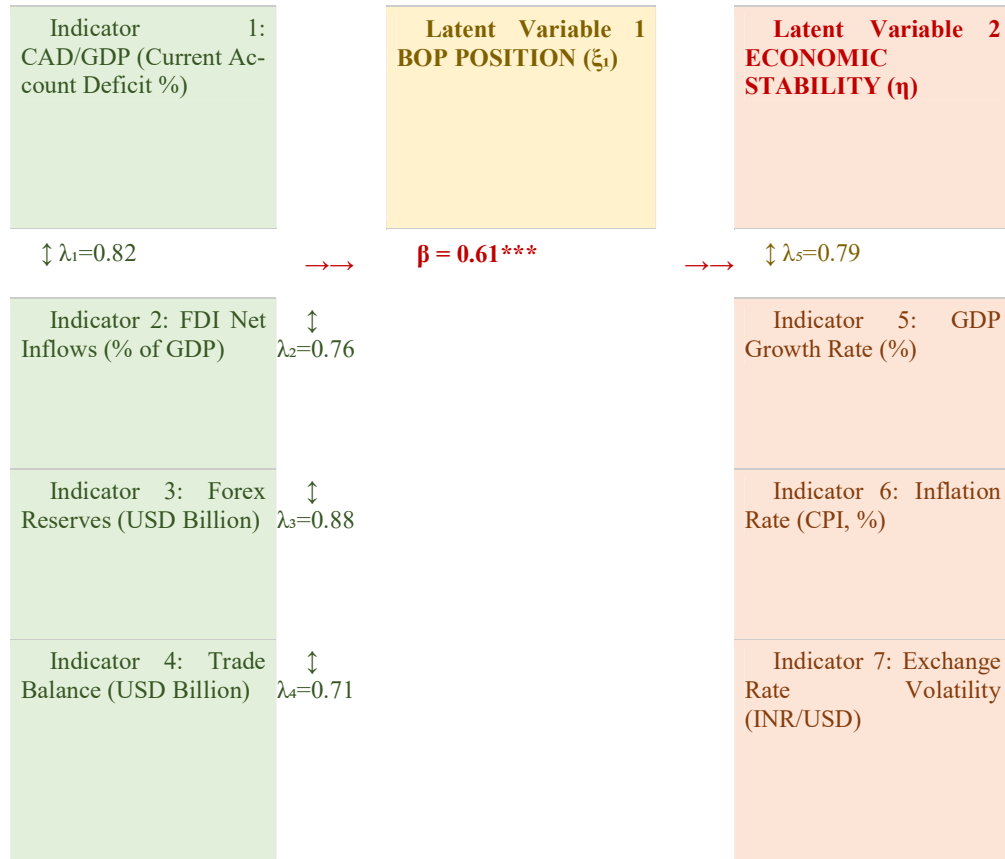 Indicator 1:
CAD/GDP (Current Ac-
count Deficit %)
Latent Variable 1
BOP POSITION (ξ₁)
Latent Variable 2
ECONOMIC
STABILITY (η)
↕ λ₁=0.82
→→
β = 0.61***
→→
↕ λ₅=0.79
Indicator 2: FDI Net
Inflows (% of GDP)
↕
λ₂=0.76
Indicator 5: GDP
Growth Rate (%)
Indicator 3: Forex
Reserves (USD Billion)
↕
λ₃=0.88
Indicator 6: Inflation
Rate (CPI, %)
Indicator 4: Trade
Balance (USD Billion)
↕
λ₄=0.71
Indicator 7: Exchange
Rate Volatility
(INR/USD)